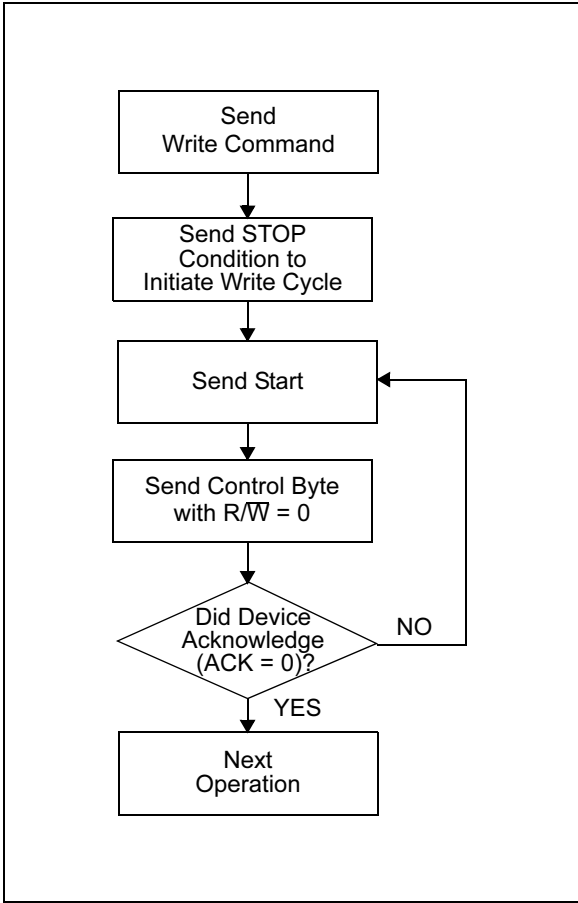 Send
Write Command
Send STOP
Condition to
Initiate Write Cycle
Send Start
Send Control Byte
with R/W̅ = 0
Did Device
Acknowledge
(ACK = 0)?
NO
YES
Next
Operation